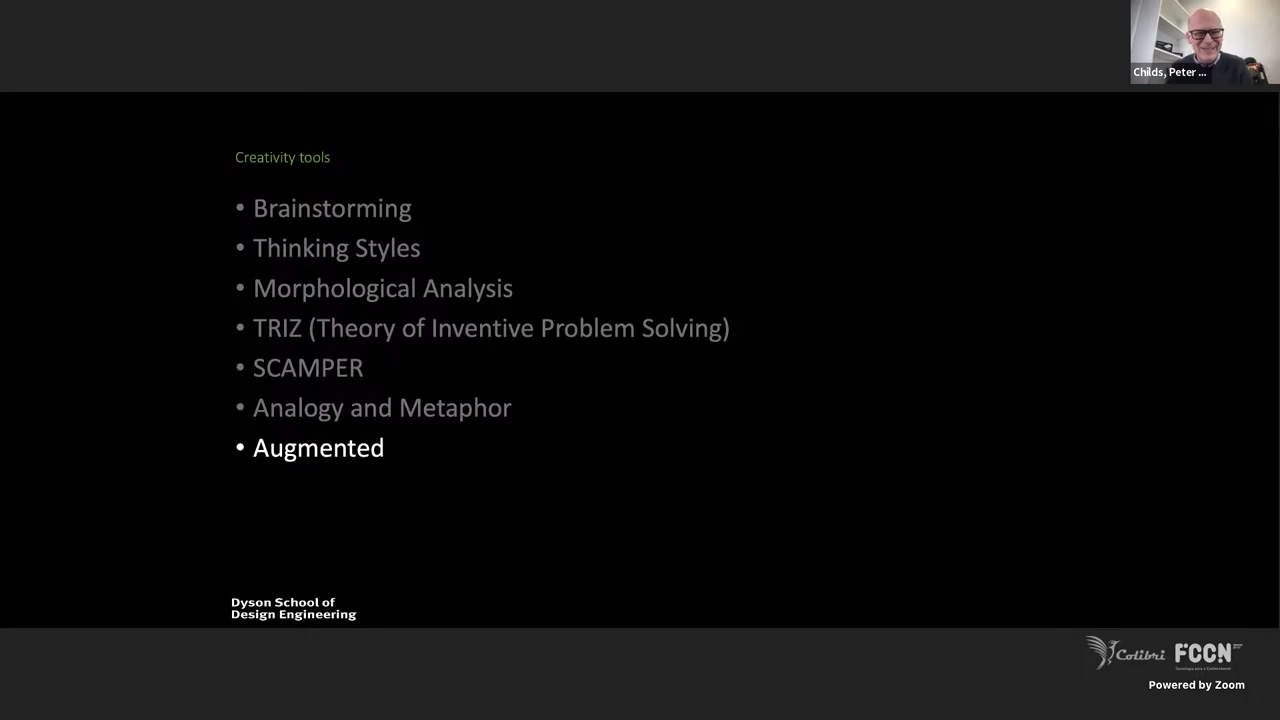 Childs, Peter ...
Creativity tools
• Brainstorming
• Thinking Styles
• Morphological Analysis
• TRIZ (Theory of Inventive Problem Solving)
• SCAMPER
• Analogy and Metaphor
• Augmented
Dyson School of
Design Engineering
Colibri FCCN
Powered by Zoom